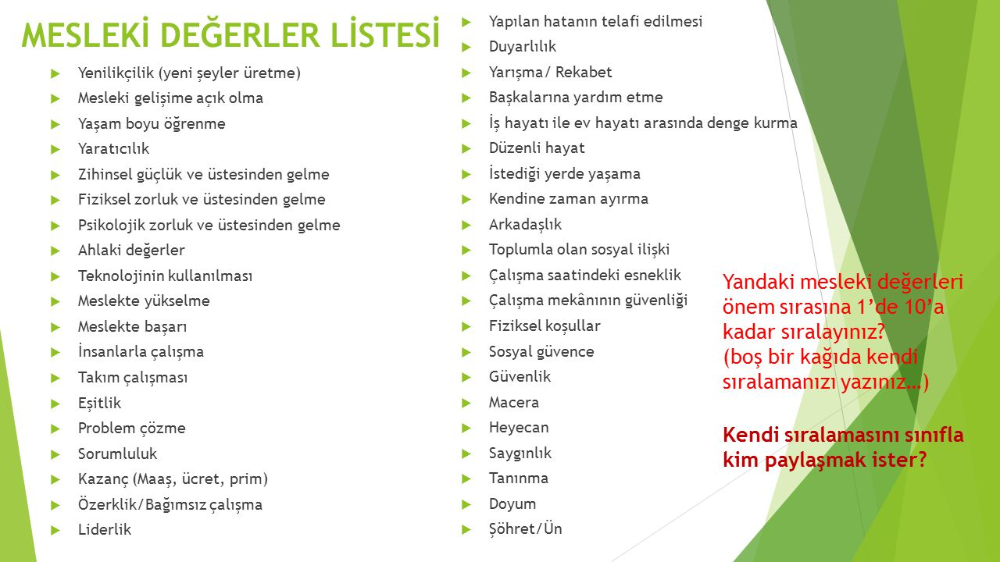 MESLEKİ DEĞERLER LİSTESİ
Yenilikçilik (yeni şeyler üretme)
Mesleki gelişime açık olma
Yaşam boyu öğrenme
Yaratıcılık
Zihinsel güçlük ve üstesinden gelme
Fiziksel zorluk ve üstesinden gelme
Psikolojik zorluk ve üstesinden gelme
Ahlaki değerler
Teknolojinin kullanılması
Meslekte yükselme
Meslekte başarı
İnsanlarla çalışma
Takım çalışması
Eşitlik
Problem çözme
Sorumluluk
Kazanç (Maaş, ücret, prim)
Özerklik/Bağımsız çalışma
Liderlik
Yapılan hatanın telafi edilmesi
Duyarlılık
Yarışma/ Rekabet
Başkalarına yardım etme
İş hayatı ile ev hayatı arasında denge kurma
Düzenli hayat
İstediği yerde yaşama
Kendine zaman ayırma
Arkadaşlık
Toplumla olan sosyal ilişki
Çalışma saatindeki esneklik
Çalışma mekânının güvenliği
Fiziksel koşullar
Sosyal güvence
Güvenlik
Macera
Heyecan
Saygınlık
Tanınma
Doyum
Şöhret/Ün
Yandaki mesleki değerleri
önem sırasına 1’de 10’a
kadar sıralayınız?
(boş bir kağıda kendi
sıralamanızı yazınız…)
Kendi sıralamasını sınıfla
kim paylaşmak ister?